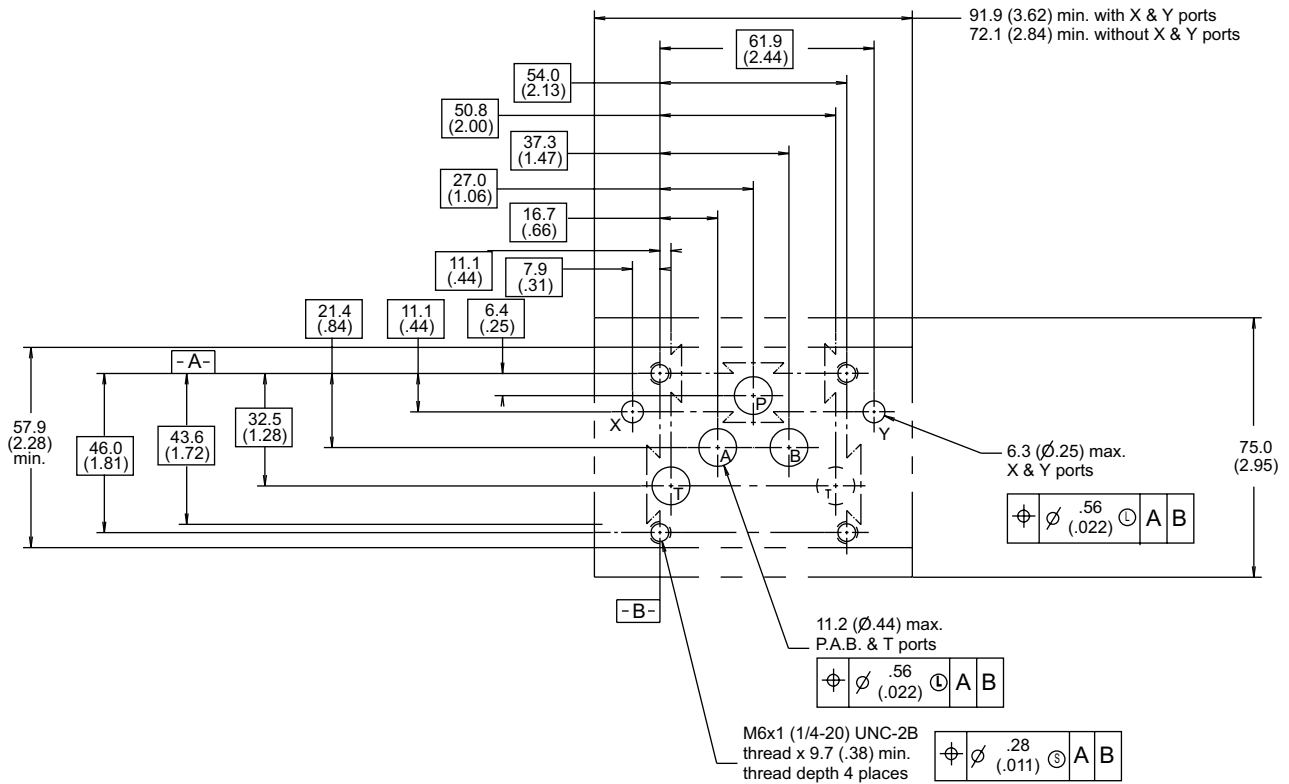 91.9 (3.62) min. with X & Y ports
72.1 (2.84) min. without X & Y ports
61.9
(2.44)
54.0
(2.13)
50.8
(2.00)
37.3
(1.47)
27.0
(1.06)
16.7
(.66)
11.1
(.44)
7.9
(.31)
21.4
(.84)
11.1
(.44)
6.4
(.25)
-A-
57.9
(2.28)
min.
46.0
(1.81)
43.6
(1.72)
32.5
(1.28)
P
X
Y
A
B
T
T
6.3 (Ø.25) max.
X & Y ports
75.0
(2.95)
⌖ Ø .56 Ⓛ A B
(.022)
-B-
11.2 (Ø.44) max.
P.A.B. & T ports
⌖ Ø .56 Ⓛ A B
(.022)
M6x1 (1/4-20) UNC-2B
thread x 9.7 (.38) min.
thread depth 4 places
⌖ Ø .28 Ⓢ A B
(.011)